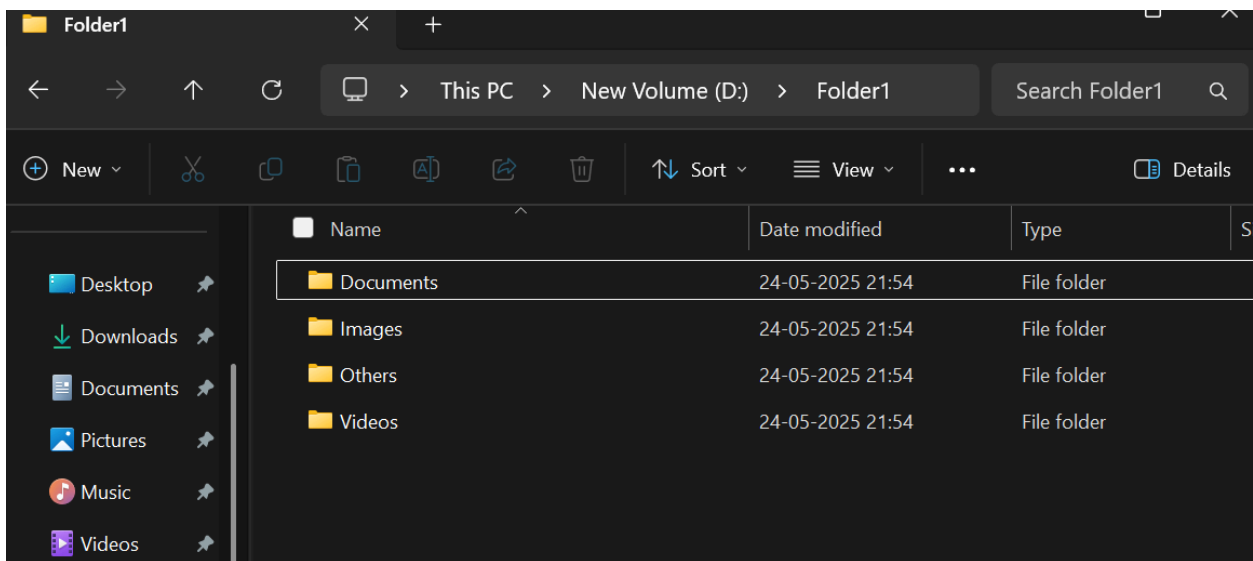 Folder1
This PC > New Volume (D:) > Folder1 Search Folder1
New Sort View ... Details
Name Date modified Type S
Desktop
Downloads
Documents
Pictures
Music
Videos
Documents 24-05-2025 21:54 File folder
Images 24-05-2025 21:54 File folder
Others 24-05-2025 21:54 File folder
Videos 24-05-2025 21:54 File folder